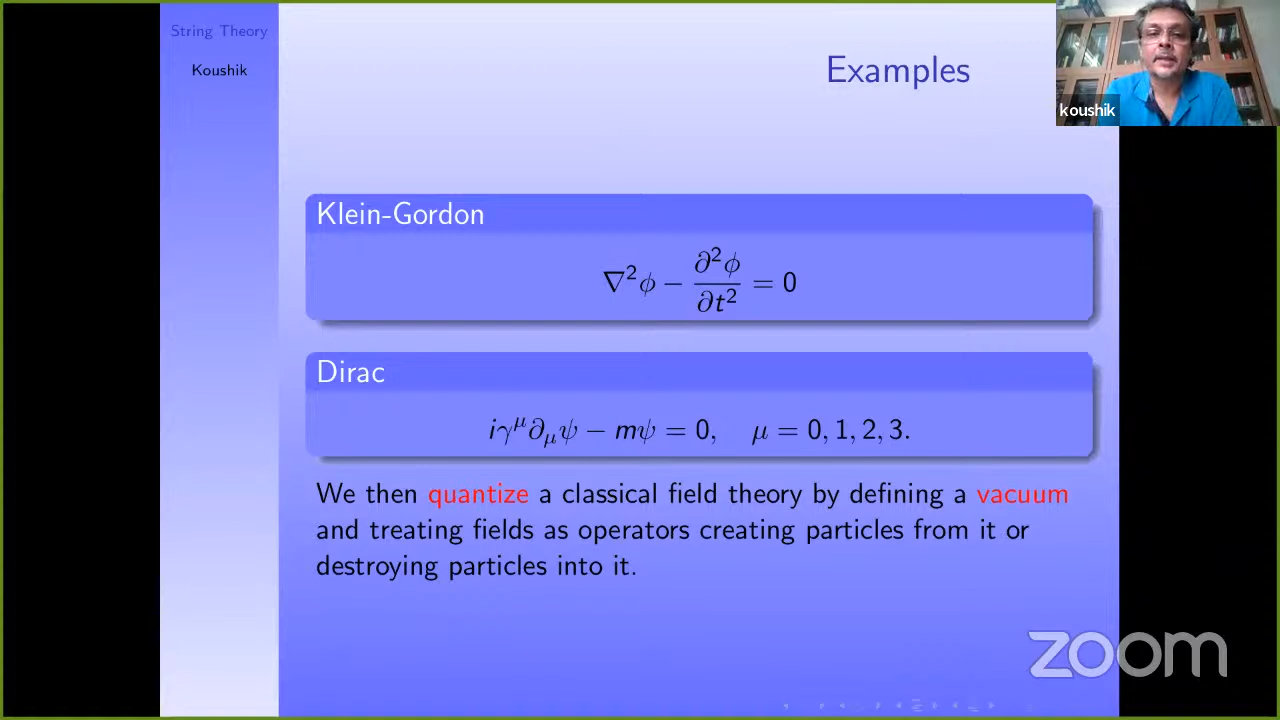 String Theory
Koushik
Examples
koushik
Klein-Gordon
∇²ϕ − ∂²ϕ/∂t² = 0
Dirac
iγ^μ∂_μψ − mψ = 0, μ = 0, 1, 2, 3.
We then quantize a classical field theory by defining a vacuum
and treating fields as operators creating particles from it or
destroying particles into it.
zoom